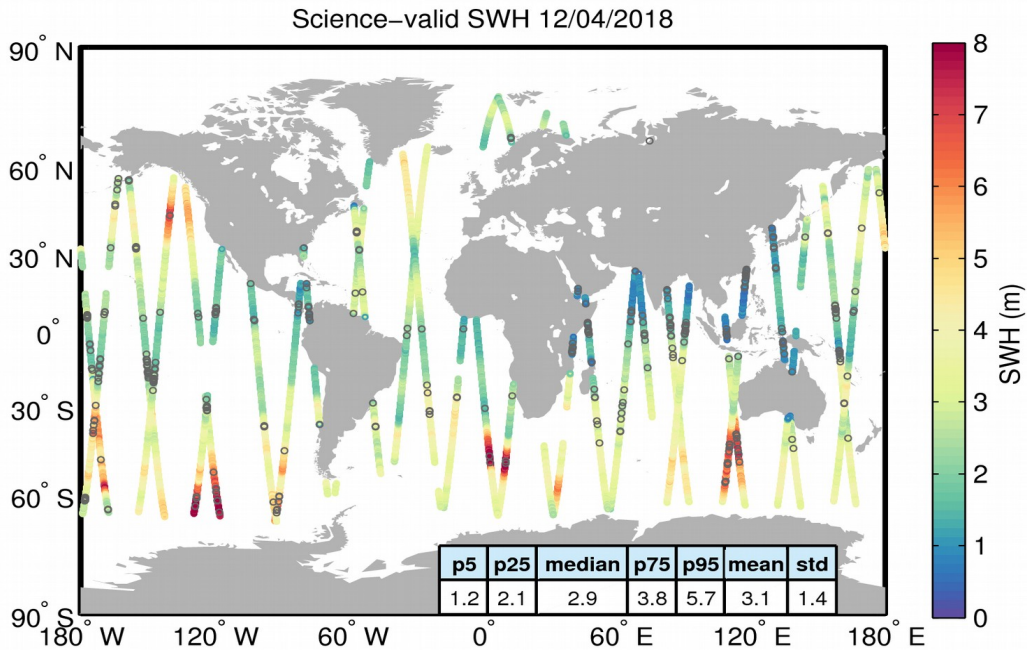 Science−valid SWH 12/04/2018
90° N
60° N
30° N
0°
30° S
60° S
90° S
180° W 120° W 60° W 0° 60° E 120° E 180° E
p5 p25 median p75 p95 mean std
1.2 2.1 2.9 3.8 5.7 3.1 1.4
8
7
6
5
4
3
2
1
0
SWH (m)